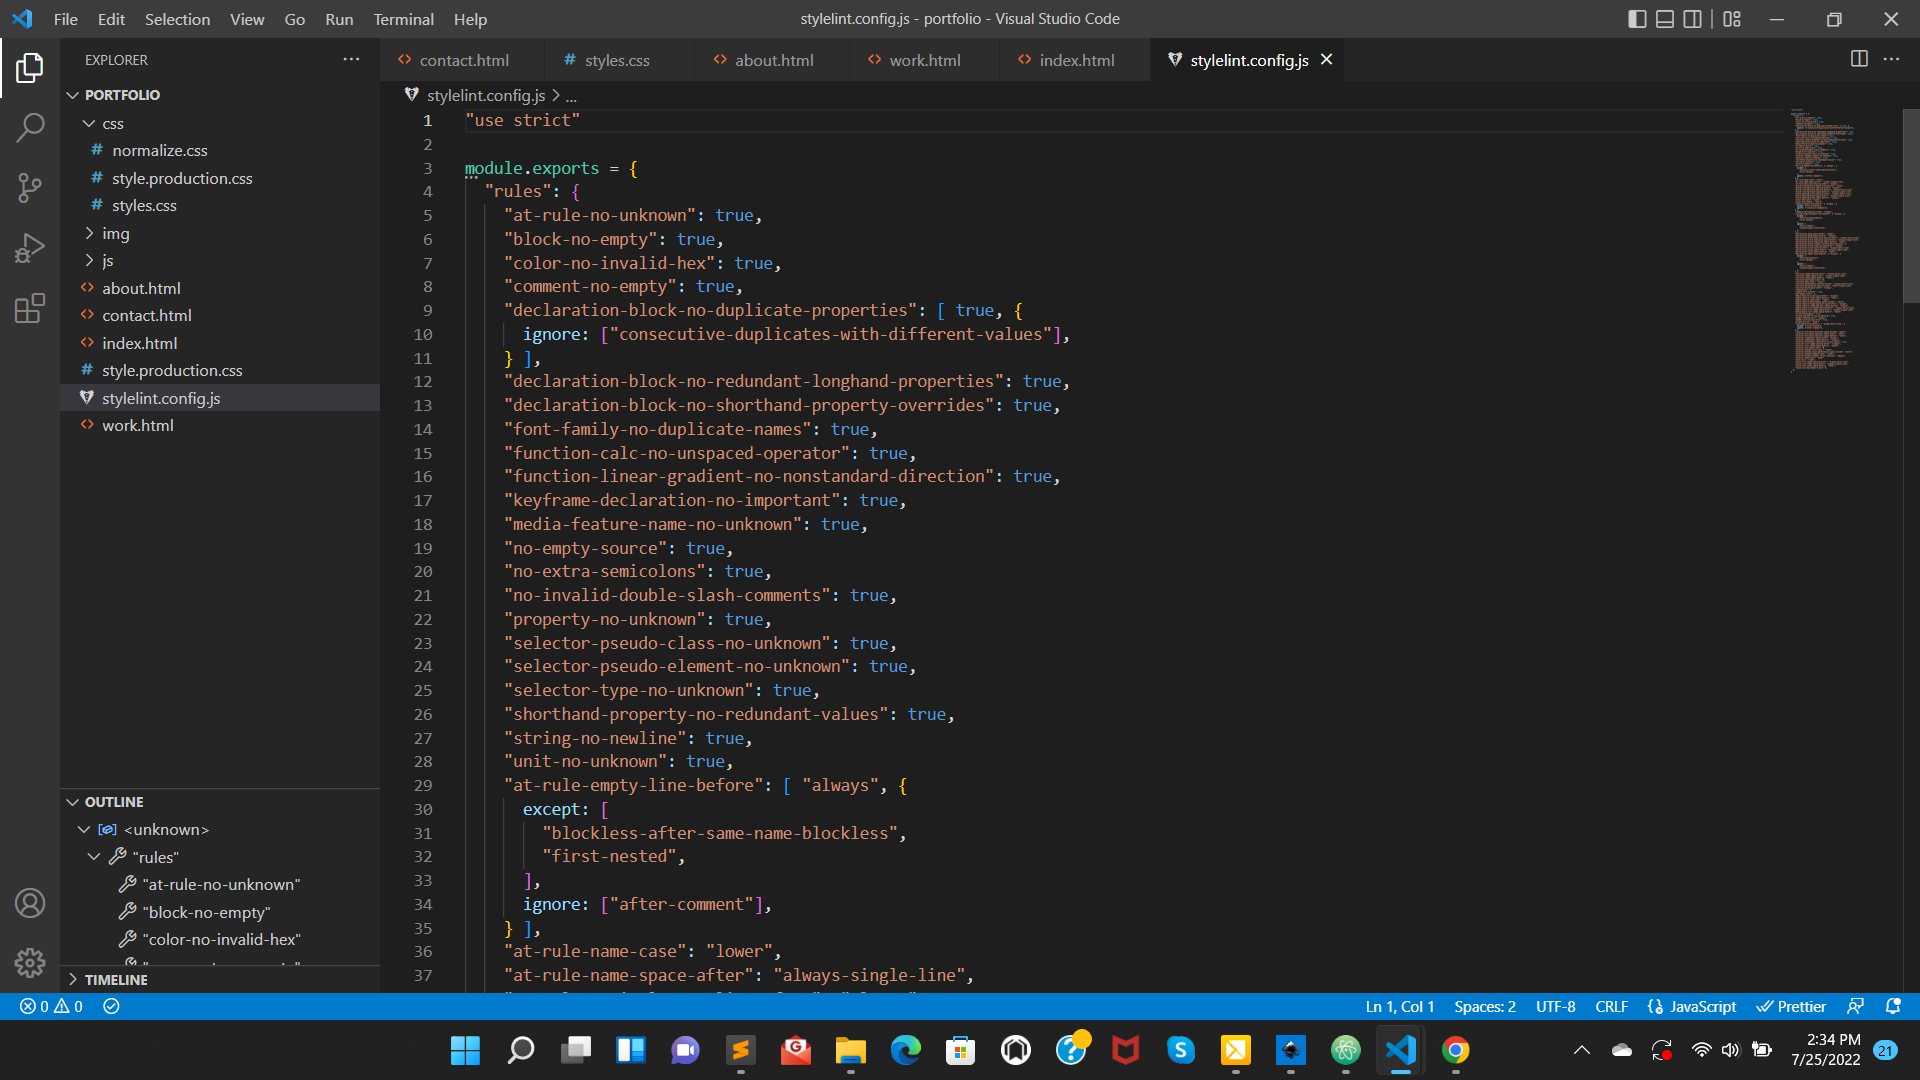 File Edit Selection View Go Run Terminal Help
stylelint.config.js - portfolio - Visual Studio Code
EXPLORER
PORTFOLIO
css
normalize.css
style.production.css
styles.css
img
js
about.html
contact.html
index.html
style.production.css
stylelint.config.js
work.html
OUTLINE
<unknown>
"rules"
"at-rule-no-unknown"
"block-no-empty"
"color-no-invalid-hex"
TIMELINE
contact.html
styles.css
about.html
work.html
index.html
stylelint.config.js
stylelint.config.js > ...
1 "use strict"
2
3 module.exports = {
4 "rules": {
5 "at-rule-no-unknown": true,
6 "block-no-empty": true,
7 "color-no-invalid-hex": true,
8 "comment-no-empty": true,
9 "declaration-block-no-duplicate-properties": [ true, {
10 ignore: ["consecutive-duplicates-with-different-values"],
11 } ],
12 "declaration-block-no-redundant-longhand-properties": true,
13 "declaration-block-no-shorthand-property-overrides": true,
14 "font-family-no-duplicate-names": true,
15 "function-calc-no-unspaced-operator": true,
16 "function-linear-gradient-no-nonstandard-direction": true,
17 "keyframe-declaration-no-important": true,
18 "media-feature-name-no-unknown": true,
19 "no-empty-source": true,
20 "no-extra-semicolons": true,
21 "no-invalid-double-slash-comments": true,
22 "property-no-unknown": true,
23 "selector-pseudo-class-no-unknown": true,
24 "selector-pseudo-element-no-unknown": true,
25 "selector-type-no-unknown": true,
26 "shorthand-property-no-redundant-values": true,
27 "string-no-newline": true,
28 "unit-no-unknown": true,
29 "at-rule-empty-line-before": [ "always", {
30 except: [
31 "blockless-after-same-name-blockless",
32 "first-nested",
33 ],
34 ignore: ["after-comment"],
35 } ],
36 "at-rule-name-case": "lower",
37 "at-rule-name-space-after": "always-single-line",
0 0
Ln 1, Col 1 Spaces: 2 UTF-8 CRLF JavaScript Prettier
2:34 PM
7/25/2022
21